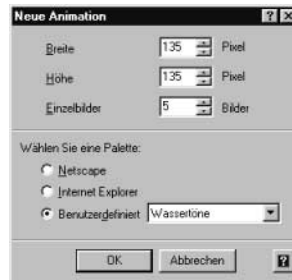 Neue Animation
Breite 135 Pixel
Höhe 135 Pixel
Einzelbilder 5 Bilder
Wählen Sie eine Palette:
Netscape
Internet Explorer
Benutzerdefiniert Wassertöne
OK Abbrechen